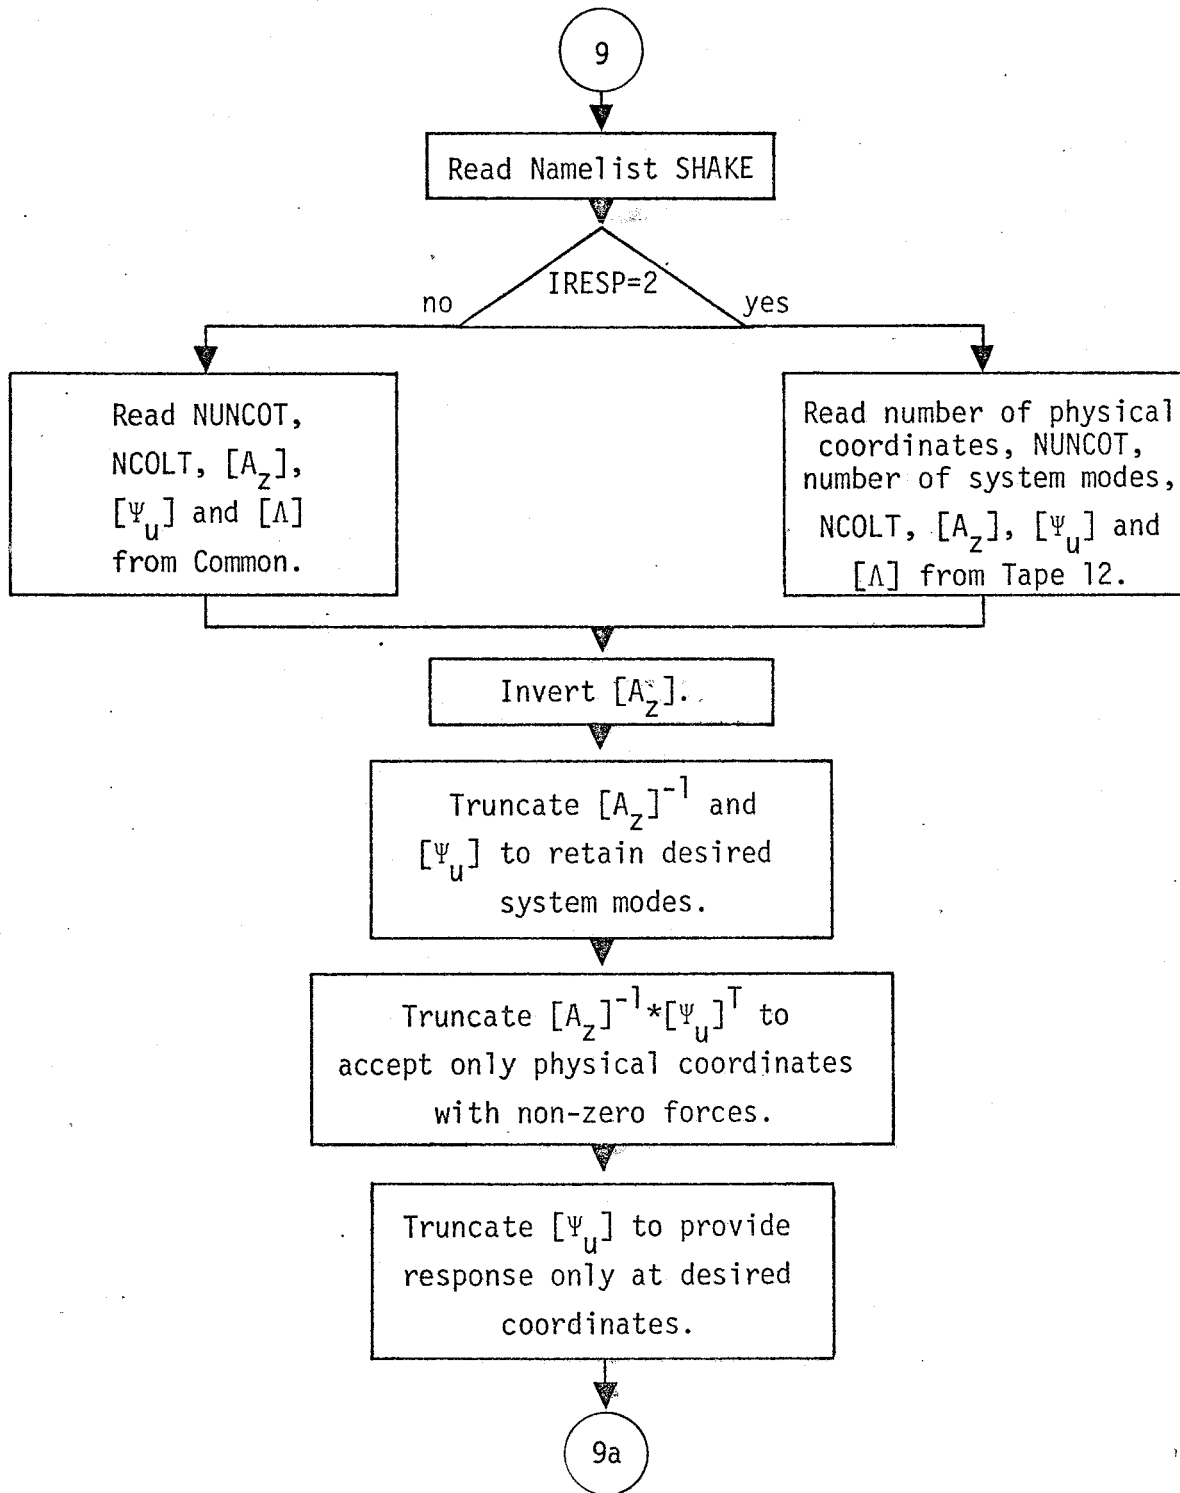 9
Read Namelist SHAKE
IRESP=2
no
yes
Read NUNCOT,
NCOLT, [A_z],
[Ψ_u] and [Λ]
from Common.
Read number of physical
coordinates, NUNCOT,
number of system modes,
NCOLT, [A_z], [Ψ_u] and
[Λ] from Tape 12.
Invert [A_z].
Truncate [A_z]^-1 and
[Ψ_u] to retain desired
system modes.
Truncate [A_z]^-1*[Ψ_u]^T to
accept only physical coordinates
with non-zero forces.
Truncate [Ψ_u] to provide
response only at desired
coordinates.
9a